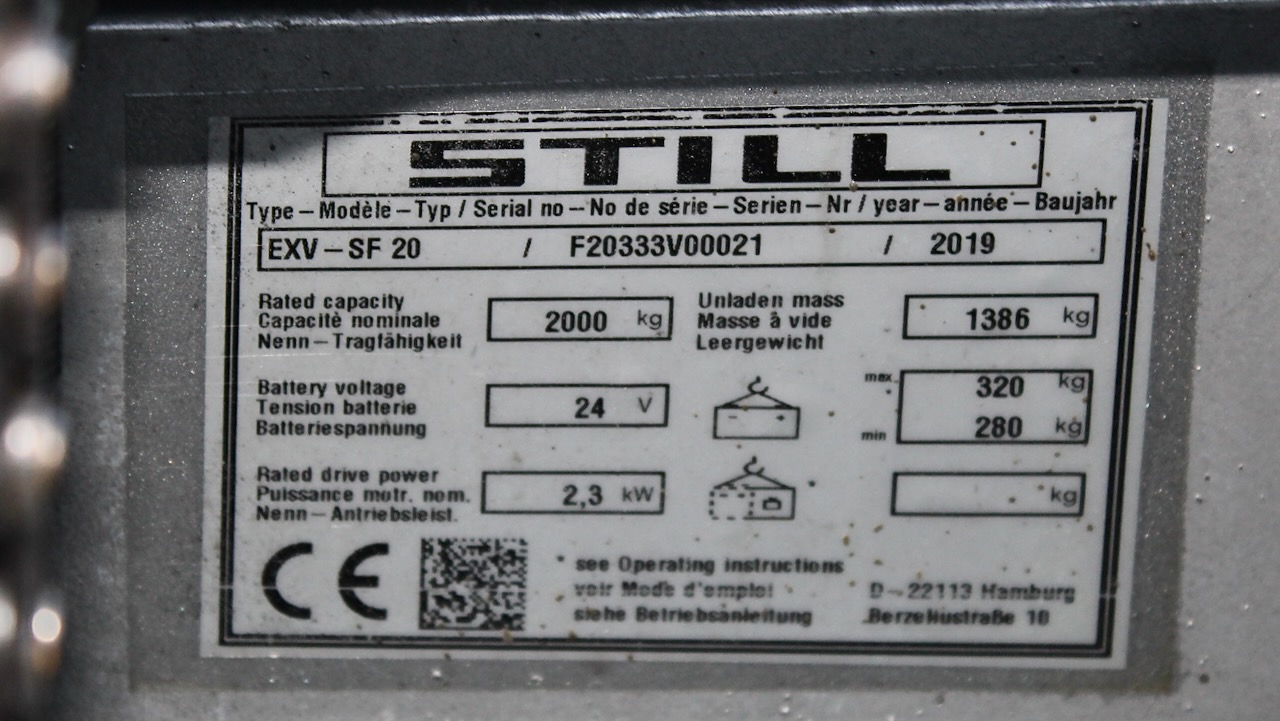 STILL
Type – Modèle – Typ / Serial no – No de série – Serien – Nr / year – année – Baujahr
EXV – SF 20 / F20333V00021 / 2019
Rated capacity
Capacitè nominale
Nenn – Tragfähigkeit
2000 kg
Unladen mass
Masse à vide
Leergewicht
1386 kg
Battery voltage
Tension batterie
Batteriespannung
24 V
max. 320 kg
min 280 kg
Rated drive power
Puissance motr. nom.
Nenn – Antriebsleist.
2,3 kW
kg
CE
see Operating instructions
voir Mode d'emploi
siehe Betriebsanleitung
D – 22113 Hamburg
Berzeliusstraße 10